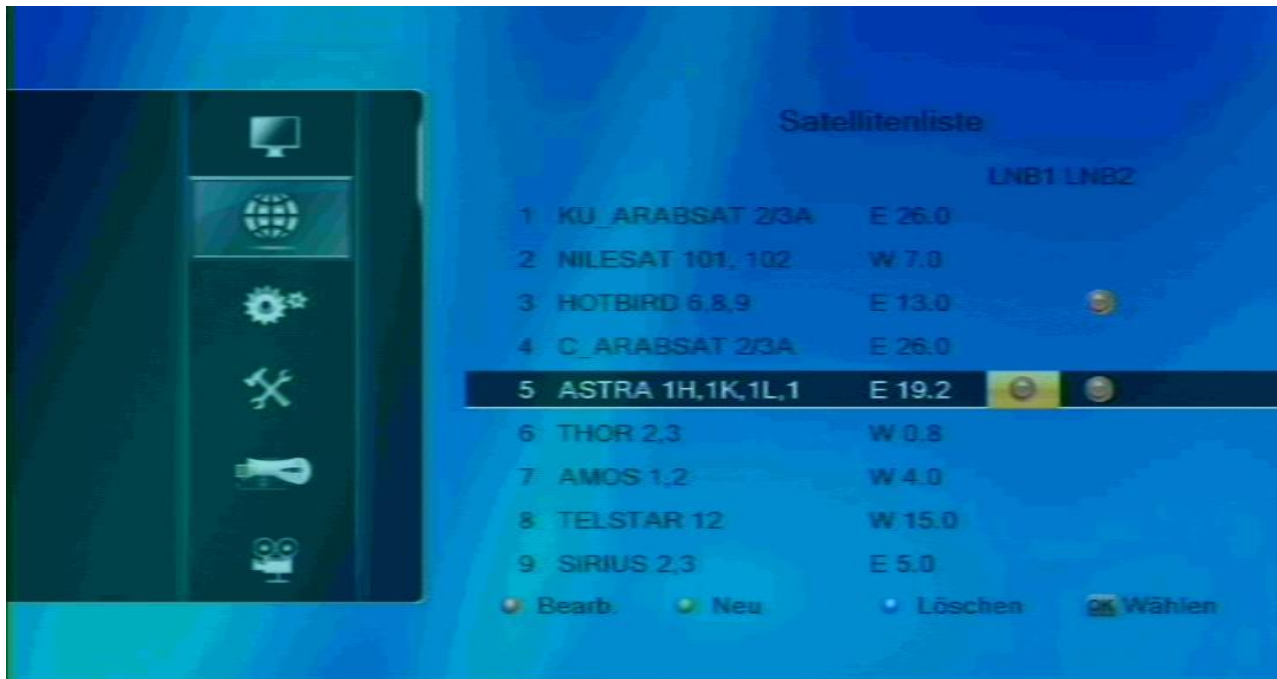 Satellitenliste
LNB1 LNB2
1 KU_ARABSAT 2/3A E 26.0
2 NILESAT 101, 102 W 7.0
3 HOTBIRD 6,8,9 E 13.0
4 C_ARABSAT 2/3A E 26.0
5 ASTRA 1H,1K,1L,1 E 19.2
6 THOR 2,3 W 0.8
7 AMOS 1,2 W 4.0
8 TELSTAR 12 W 15.0
9 SIRIUS 2,3 E 5.0
Bearb. Neu Löschen OK Wählen